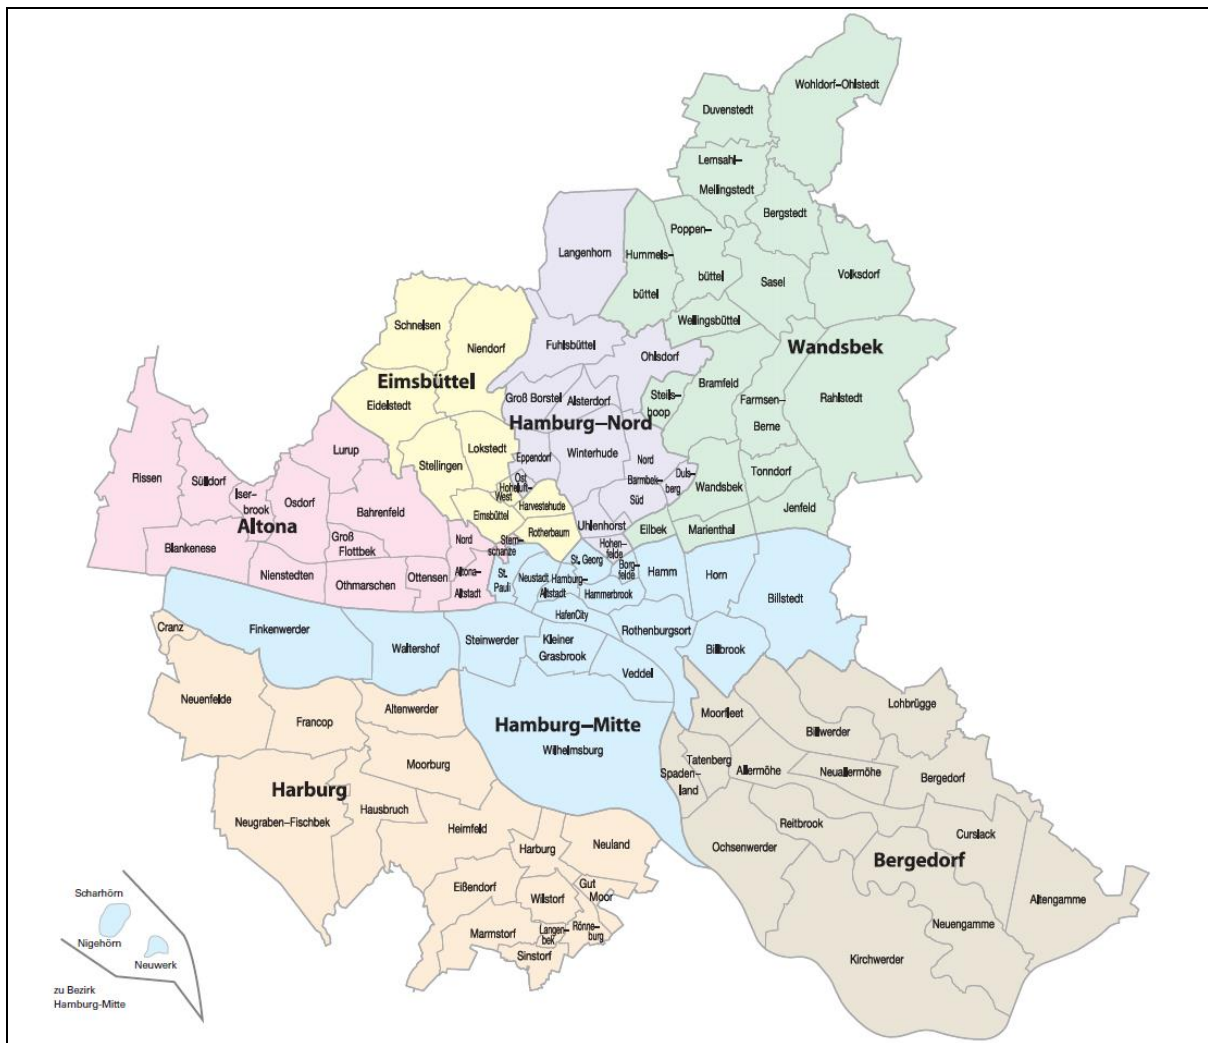 Wohldorf–Ohlstedt
Duvenstedt
Lemsahl–
Mellingstedt
Bergstedt
Poppen–
büttel
Hummels–
büttel
Langenhorn
Volksdorf
Sasel
Wellingsbüttel
Wandsbek
Schnelsen
Niendorf
Fuhlsbüttel
Ohlsdorf
Eimsbüttel
Eidelstedt
Groß Borstel
Alsterdorf
Steils–
hoop
Bramfeld
Farmsen–
Berne
Rahlstedt
Hamburg–Nord
Lurup
Stellingen
Lokstedt
Eppendorf
Winterhude
Nord
Barmbek–
Süd
Duls–
berg
Wandsbek
Tonndorf
Jenfeld
Rissen
Sülldorf
Iser–
brook
Osdorf
Bahrenfeld
Ost
Hoheluft–
West
Harvestehude
Eimsbüttel
Rotherbaum
Uhlenhorst
Eilbek
Marienthal
Altona
Blankenese
Groß
Flottbek
Nord
Altona–
Altstadt
Stern–
schanze
Hohen–
felde
Nienstedten
Othmarschen
Ottensen
St.
Pauli
Neustadt
St. Georg
Hamburg–
Altstadt
Borg–
felde
Hammerbrook
Hamm
Horn
Billstedt
HafenCity
Cranz
Finkenwerder
Waltershof
Steinwerder
Kleiner
Grasbrook
Rothenburgsort
Billbrook
Veddel
Neuenfelde
Francop
Altenwerder
Hamburg–Mitte
Wilhelmsburg
Moorfleet
Lohbrügge
Billwerder
Moorburg
Tatenberg
Spaden–
land
Allermöhe
Neuallermöhe
Bergedorf
Harburg
Hausbruch
Neugraben–Fischbek
Heimfeld
Harburg
Neuland
Reitbrook
Curslack
Ochsenwerder
Bergedorf
Eißendorf
Wilstorf
Gut
Moor
Altengamme
Neuengamme
Marmstorf
Langen–
bek
Rönne–
burg
Sinstorf
Kirchwerder
Scharhörn
Nigehörn
Neuwerk
zu Bezirk
Hamburg-Mitte